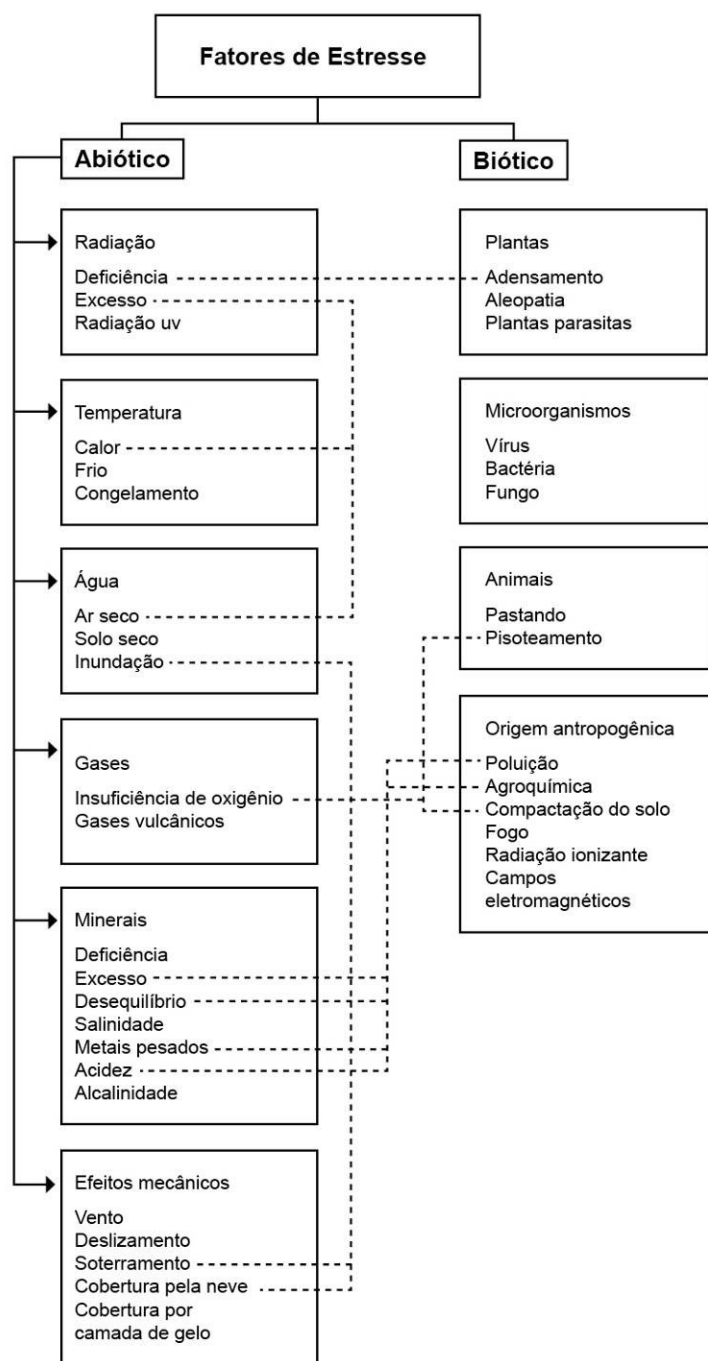 Fatores de Estresse
Abiótico
Radiação
Deficiência
Excesso
Radiação uv
Temperatura
Calor
Frio
Congelamento
Água
Ar seco
Solo seco
Inundação
Gases
Insuficiência de oxigênio
Gases vulcânicos
Minerais
Deficiência
Excesso
Desequilíbrio
Salinidade
Metais pesados
Acidez
Alcalinidade
Efeitos mecânicos
Vento
Deslizamento
Soterramento
Cobertura pela neve
Cobertura por
camada de gelo
Biótico
Plantas
Adensamento
Aleopatia
Plantas parasitas
Microorganismos
Vírus
Bactéria
Fungo
Animais
Pastando
Pisoteamento
Origem antropogênica
Poluição
Agroquímica
Compactação do solo
Fogo
Radiação ionizante
Campos
eletromagnéticos